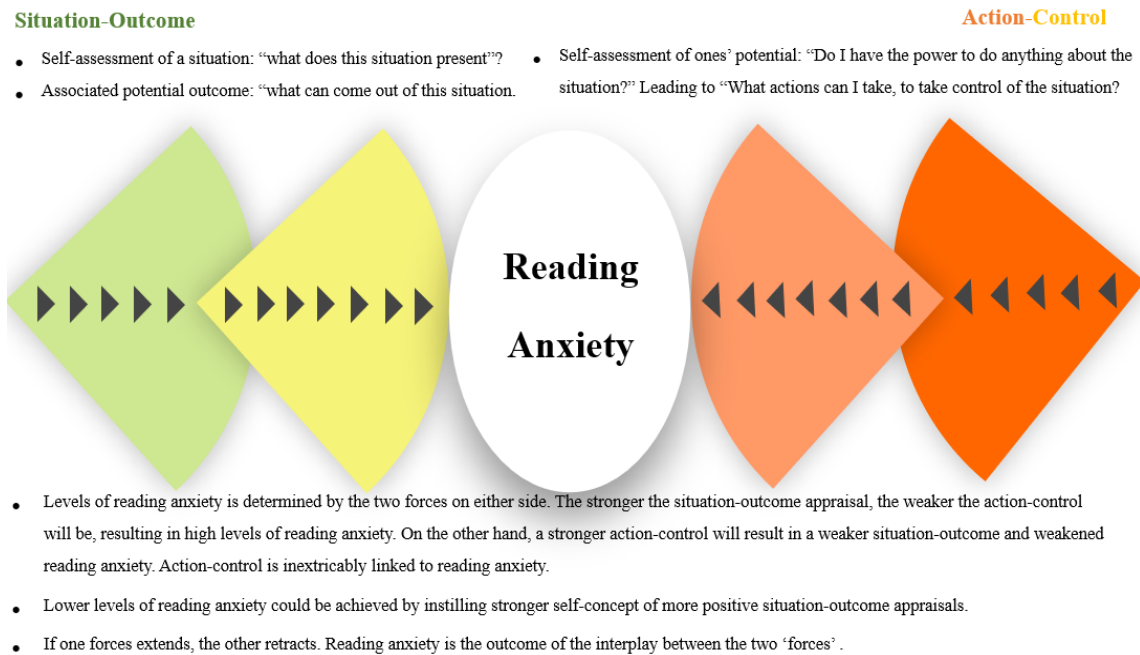 Situation-Outcome
• Self-assessment of a situation: “what does this situation present”?
• Associated potential outcome: “what can come out of this situation.
Action-Control
• Self-assessment of ones’ potential: “Do I have the power to do anything about the
situation?” Leading to “What actions can I take, to take control of the situation?
Reading
Anxiety
• Levels of reading anxiety is determined by the two forces on either side. The stronger the situation-outcome appraisal, the weaker the action-control
will be, resulting in high levels of reading anxiety. On the other hand, a stronger action-control will result in a weaker situation-outcome and weakened
reading anxiety. Action-control is inextricably linked to reading anxiety.
• Lower levels of reading anxiety could be achieved by instilling stronger self-concept of more positive situation-outcome appraisals.
• If one forces extends, the other retracts. Reading anxiety is the outcome of the interplay between the two ‘forces’ .